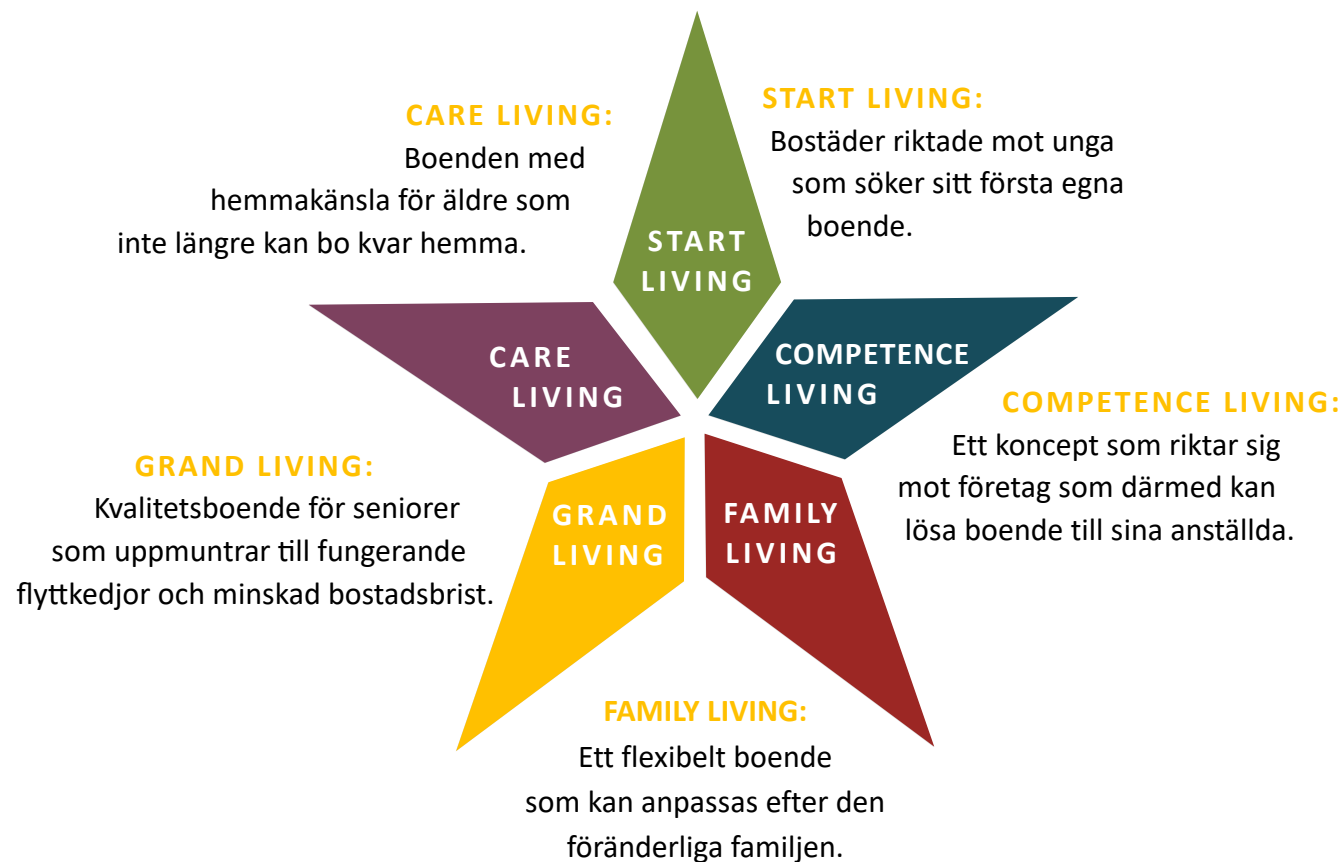 CARE LIVING:
Boenden med
hemmakänsla för äldre som
inte längre kan bo kvar hemma.
START LIVING:
Bostäder riktade mot unga
som söker sitt första egna
boende.
START
LIVING
CARE
LIVING
COMPETENCE
LIVING
COMPETENCE LIVING:
Ett koncept som riktar sig
mot företag som därmed kan
lösa boende till sina anställda.
GRAND LIVING:
Kvalitetsboende för seniorer
som uppmuntrar till fungerande
flyttkedjor och minskad bostadsbrist.
GRAND
LIVING
FAMILY
LIVING
FAMILY LIVING:
Ett flexibelt boende
som kan anpassas efter den
föränderliga familjen.